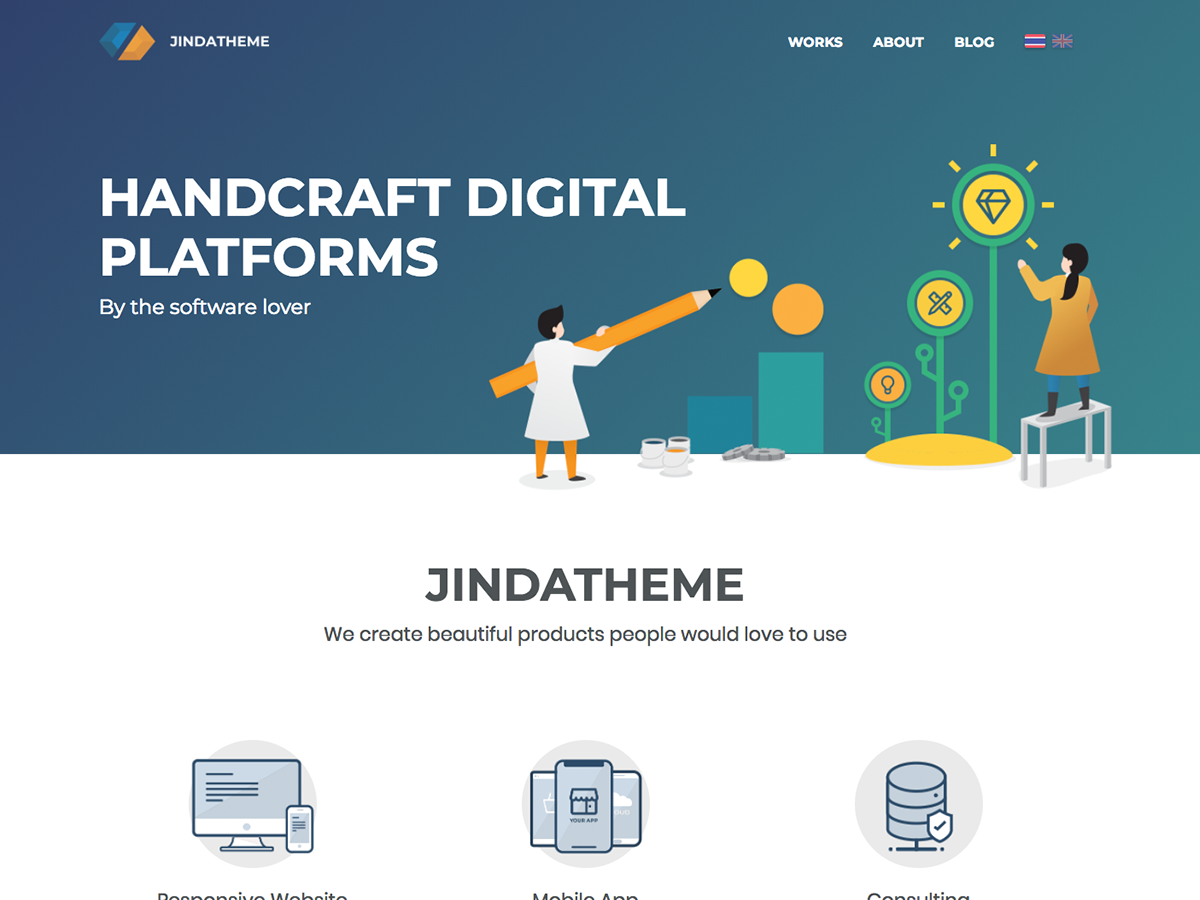 JINDATHEME
WORKS ABOUT BLOG
HANDCRAFT DIGITAL
PLATFORMS
By the software lover
JINDATHEME
We create beautiful products people would love to use
YOUR APP
Responsive Website Mobile App Consulting